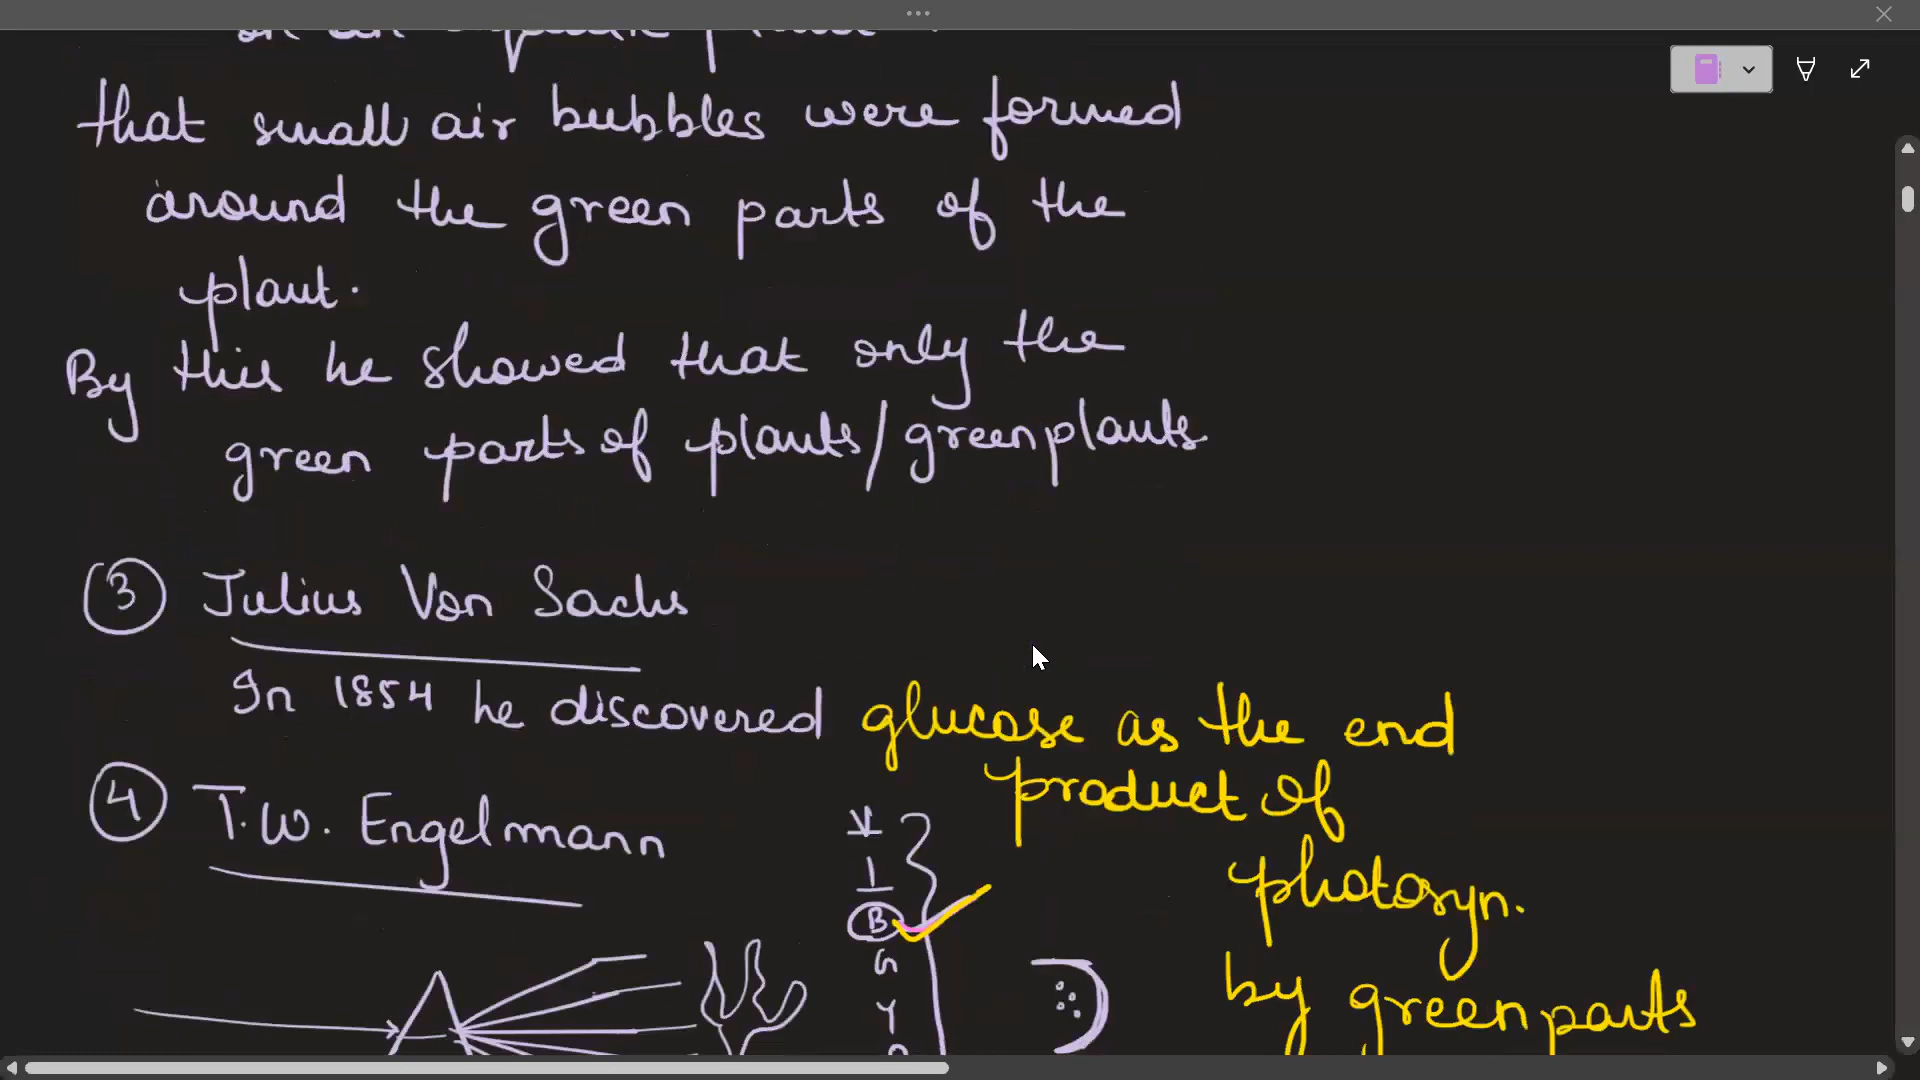 that small air bubbles were formed
around the green parts of the
plant.
By this he showed that only the
green parts of plants/green plants
③ Julius Von Sachs
In 1854 he discovered glucose as the end
product of
photosyn.
by green parts
④ T.W. Engelmann
V
I
B
G
Y
O